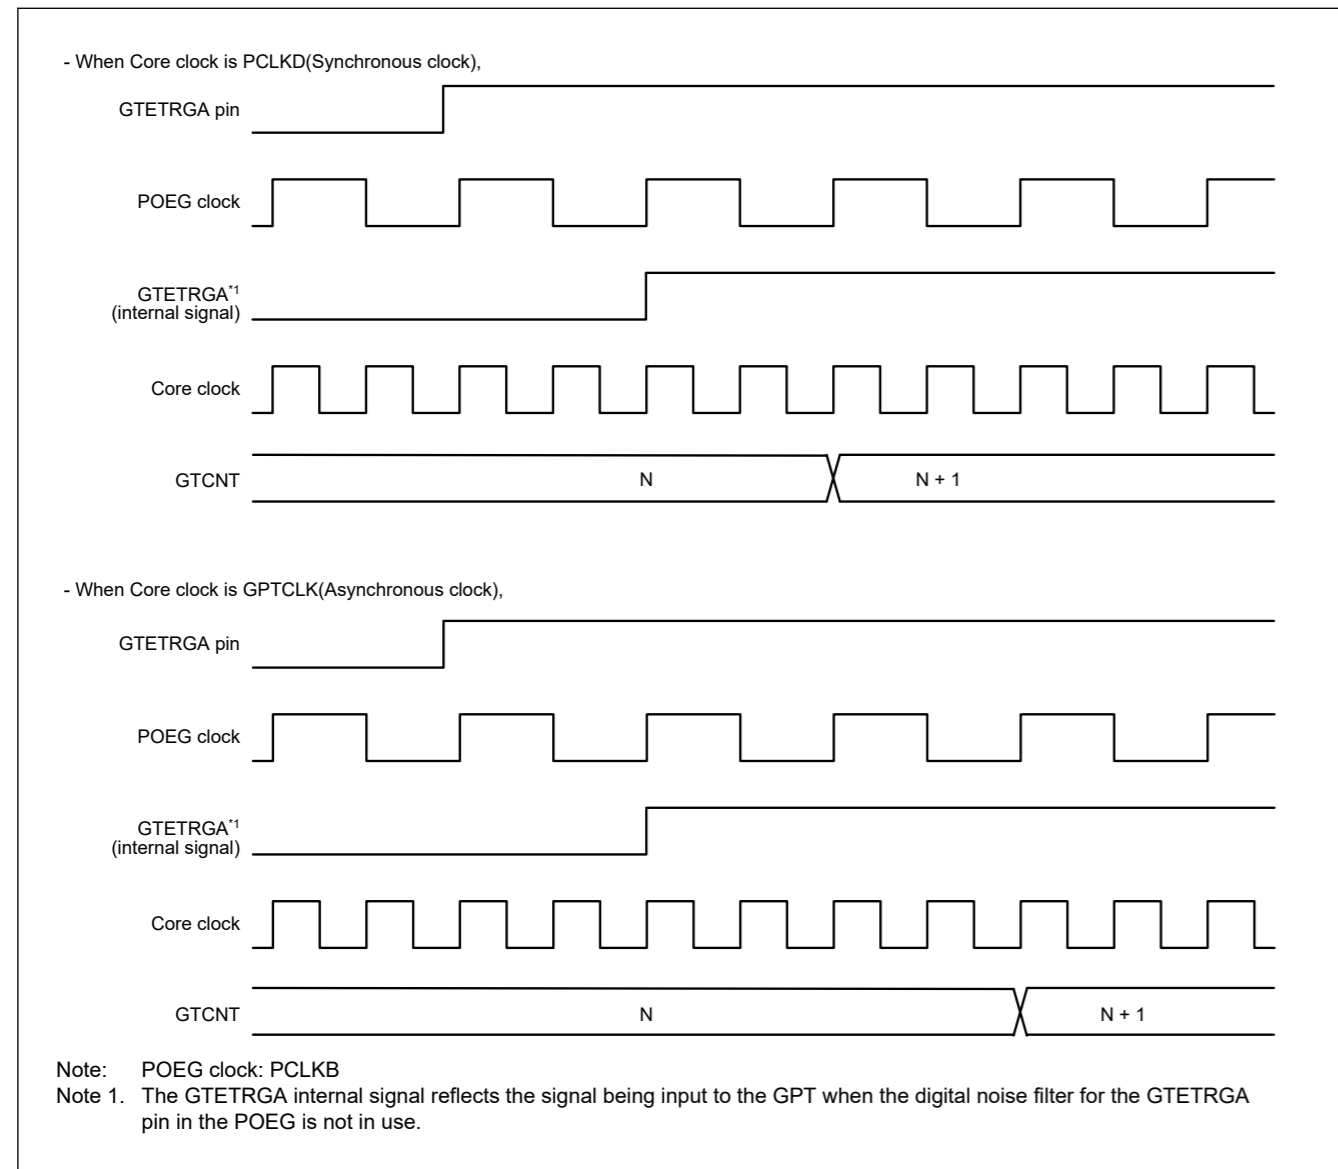 - When Core clock is PCLKD(Synchronous clock),
GTETRGA pin
POEG clock
GTETRGA*1
(internal signal)
Core clock
GTCNT
N
N + 1
- When Core clock is GPTCLK(Asynchronous clock),
GTETRGA pin
POEG clock
GTETRGA*1
(internal signal)
Core clock
GTCNT
N
N + 1
Note: POEG clock: PCLKB
Note 1. The GTETRGA internal signal reflects the signal being input to the GPT when the digital noise filter for the GTETRGA
pin in the POEG is not in use.